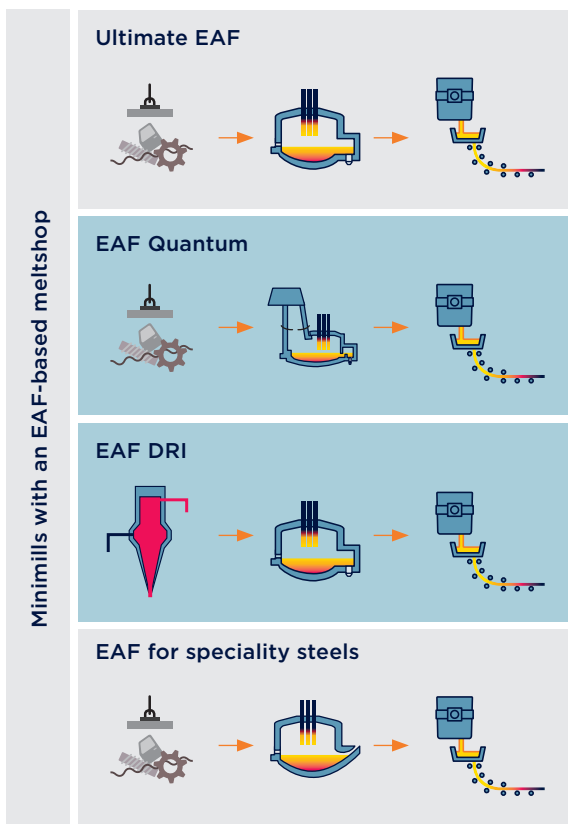 Minimills with an EAF-based meltshop
Ultimate EAF
EAF Quantum
EAF DRI
EAF for speciality steels